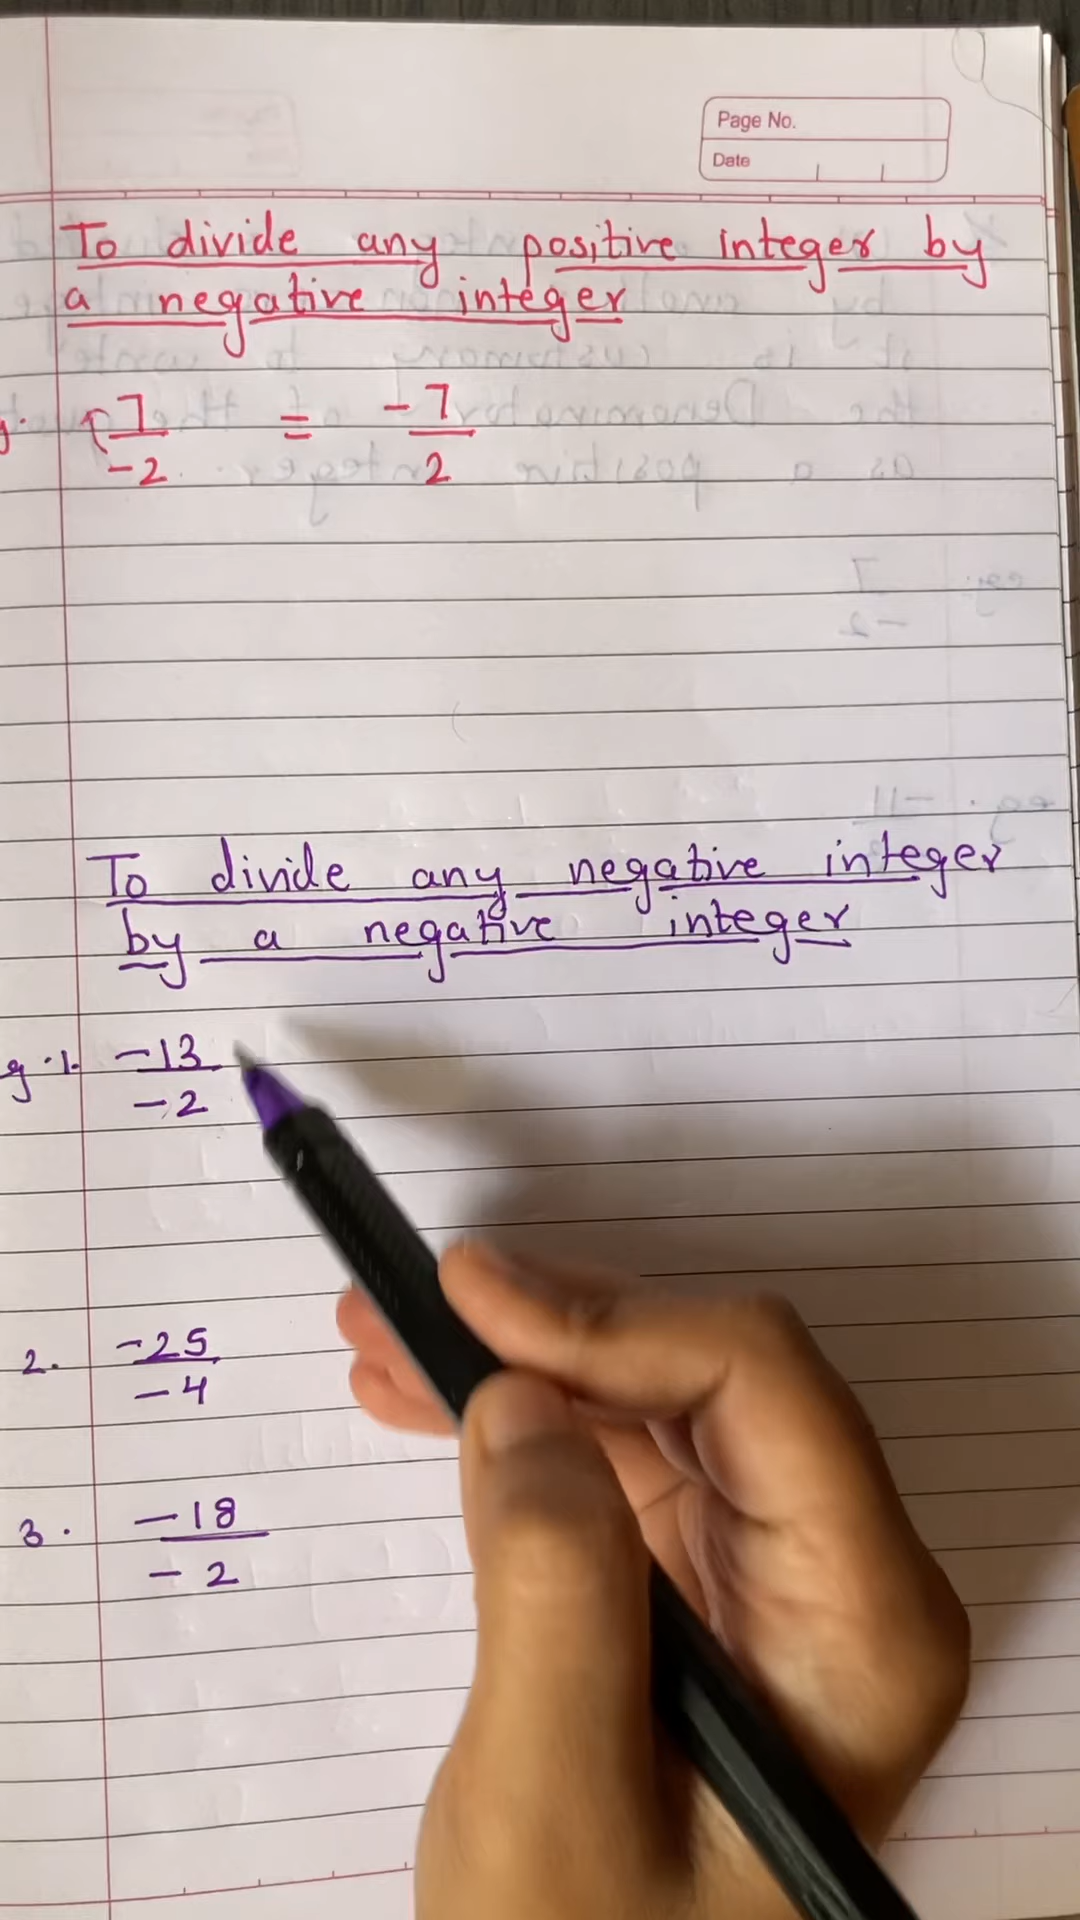 Page No.
Date
To divide any positive integer by
a negative integer
7/-2 = -7/2
To divide any negative integer
by a negative integer
g.1. -13/-2
2. -25/-4
3. -18/-2